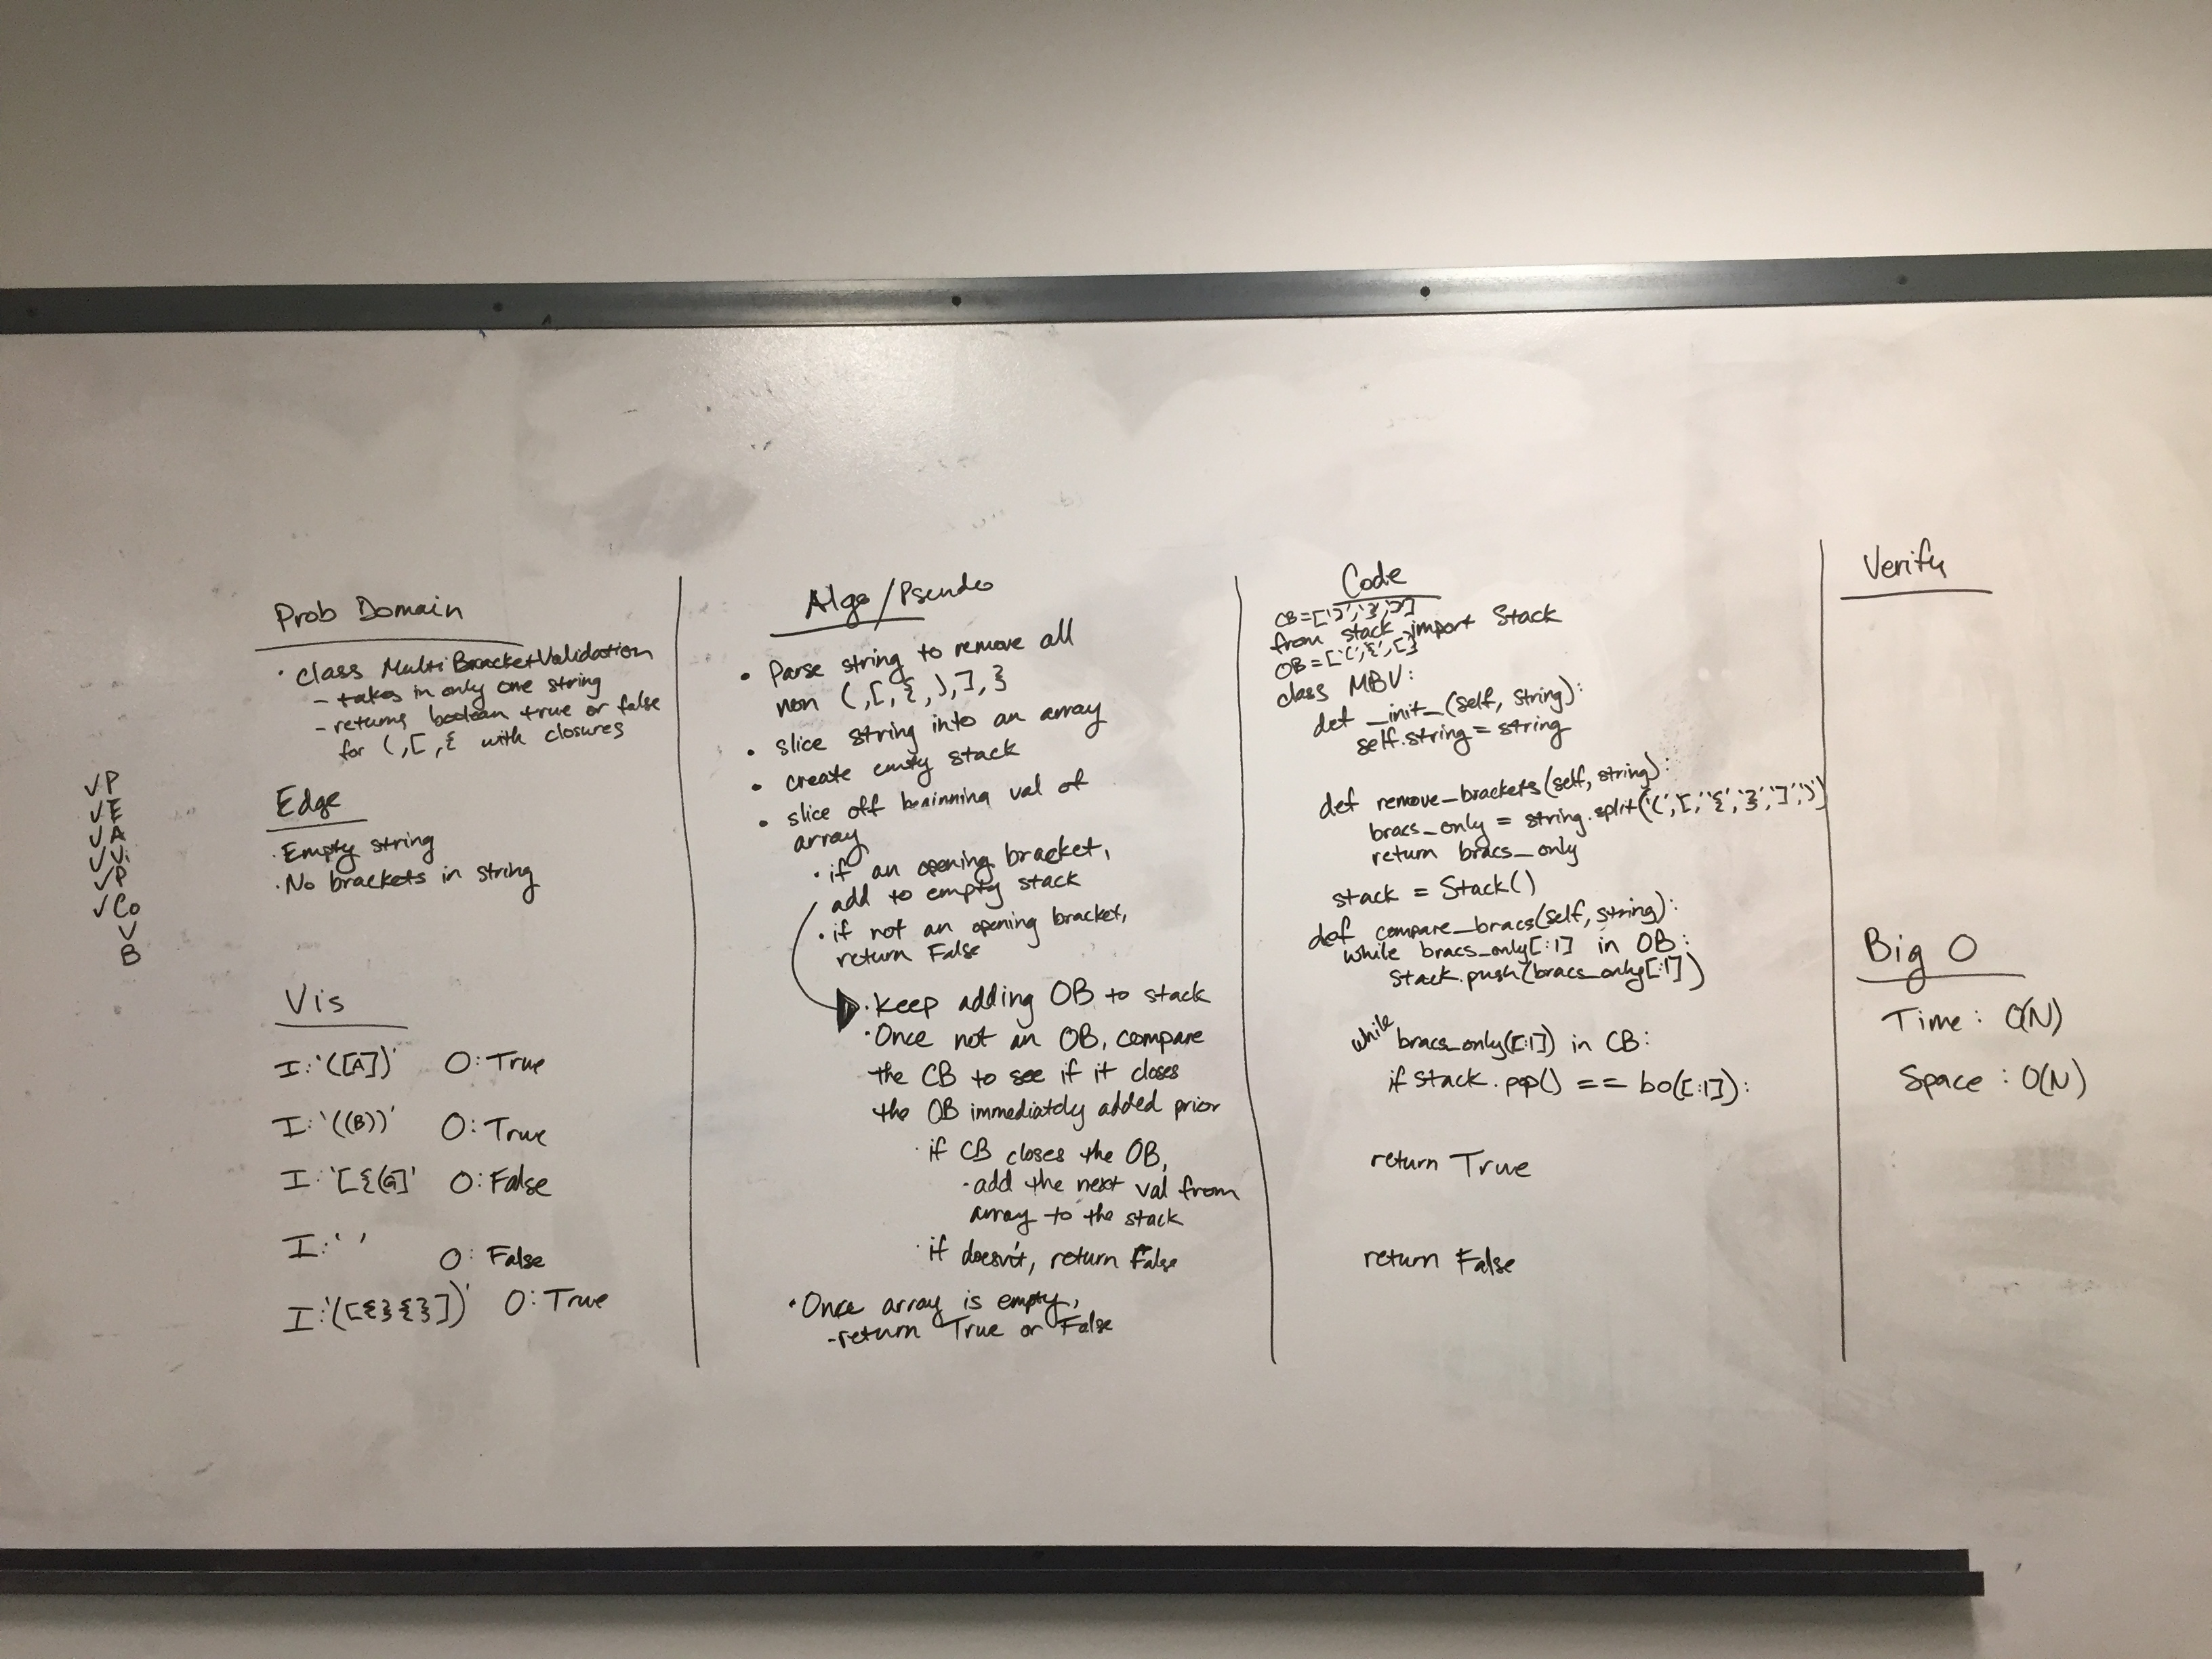 ✓P
✓E
✓A
✓Vi
✓P
✓Co
V
B
Prob Domain
· class MultiBracketValidation
- takes in only one string
- returns boolean true or false
for (,[,{ with closures
Edge
· Empty string
· No brackets in string
Vis
I:'([A])' O:True
I:'((B))' O:True
I:'[{(G]' O:False
I:' ' O:False
I:'([{}{}])' O:True
Algo/Pseudo
· Parse string to remove all
non (,[,{,),],}
· slice string into an array
· create empty stack
· slice off beginning val of
array
· if an opening bracket,
add to empty stack
· if not an opening bracket,
return False
· Keep adding OB to stack
· Once not an OB, compare
the CB to see if it closes
the OB immediately added prior
· if CB closes the OB,
· add the next val from
array to the stack
· if doesn't, return False
· Once array is empty,
- return True or False
Code
CB=[')','}',']']
from stack import Stack
OB=['(','{',[]
class MBV:
def _init_(self, string):
self.string = string
def remove_brackets(self, string):
bracs_only = string.split('(','[,'{','}',']',')')
return bracs_only
stack = Stack()
def compare_bracs(self, string):
while bracs_only[:1] in OB:
Stack.push(bracs_only[:1])
while bracs_only([:1]) in CB:
if stack.pop() == bo([:1]):
return True
return False
Verify
Big O
Time: O(N)
Space: O(N)